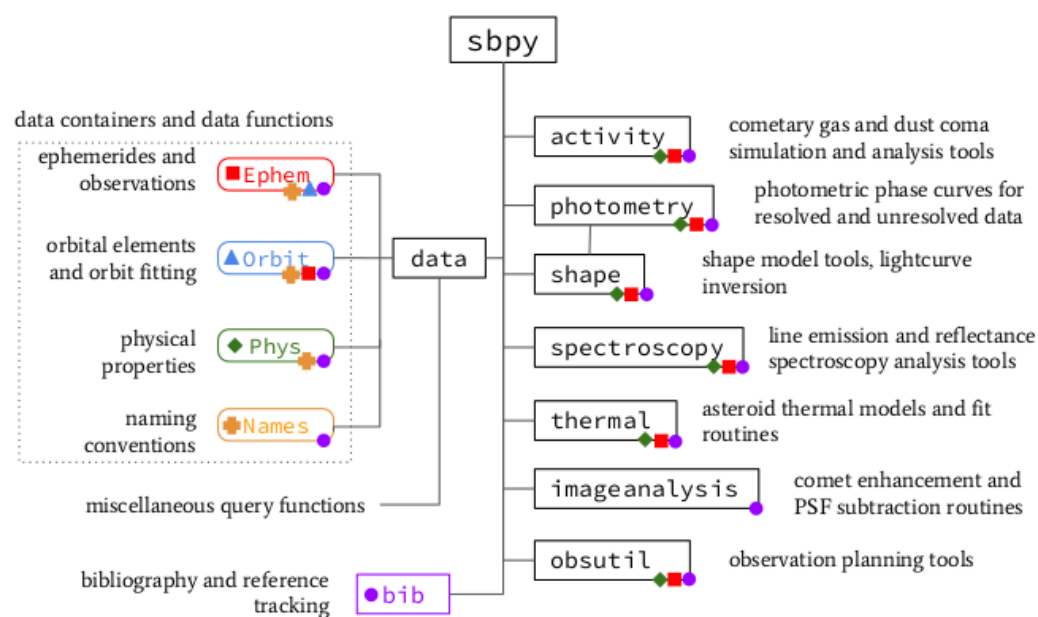 sbpy
data containers and data functions
ephemerides and
observations
Ephem
orbital elements
and orbit fitting
Orbit
physical
properties
Phys
naming
conventions
Names
data
miscellaneous query functions
bibliography and reference
tracking
bib
activity
cometary gas and dust coma
simulation and analysis tools
photometry
photometric phase curves for
resolved and unresolved data
shape
shape model tools, lightcurve
inversion
spectroscopy
line emission and reflectance
spectroscopy analysis tools
thermal
asteroid thermal models and fit
routines
imageanalysis
comet enhancement and
PSF subtraction routines
obsutil
observation planning tools